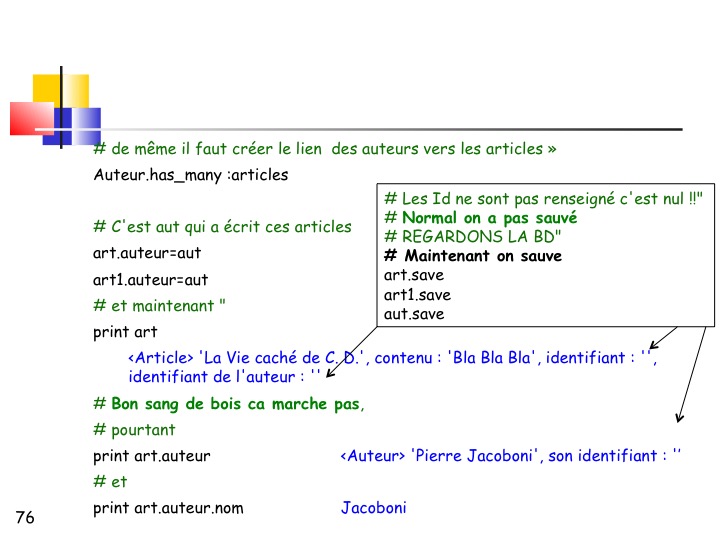 # de même il faut créer le lien  des auteurs vers les articles »
Auteur.has_many :articles
# C'est aut qui a écrit ces articles
art.auteur=aut
art1.auteur=aut
# et maintenant "
print art
<Article> 'La Vie caché de C. D.', contenu : 'Bla Bla Bla', identifiant : '',
identifiant de l'auteur : ''
# Bon sang de bois ca marche pas,
# pourtant
print art.auteur <Auteur> 'Pierre Jacoboni', son identifiant : ''
# et
print art.auteur.nom Jacoboni
# Les Id ne sont pas renseigné c'est nul !!"
# Normal on a pas sauvé
# REGARDONS LA BD"
# Maintenant on sauve
art.save
art1.save
aut.save
76